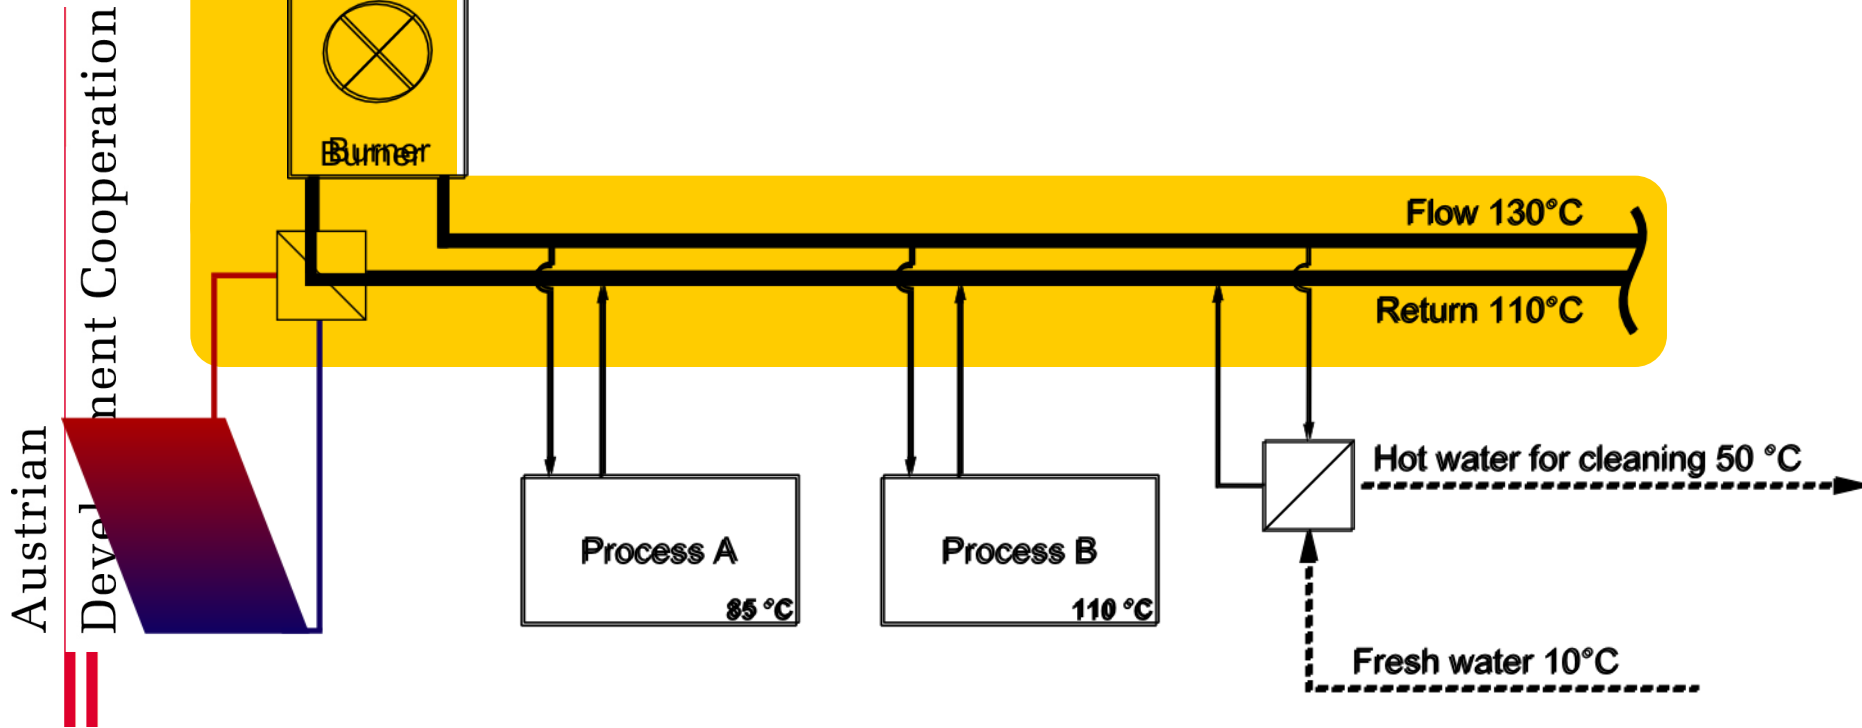 Austrian
Development Cooperation
Burner
Flow 130°C
Return 110°C
Hot water for cleaning 50 °C
Process A
85 °C
Process B
110 °C
Fresh water 10°C